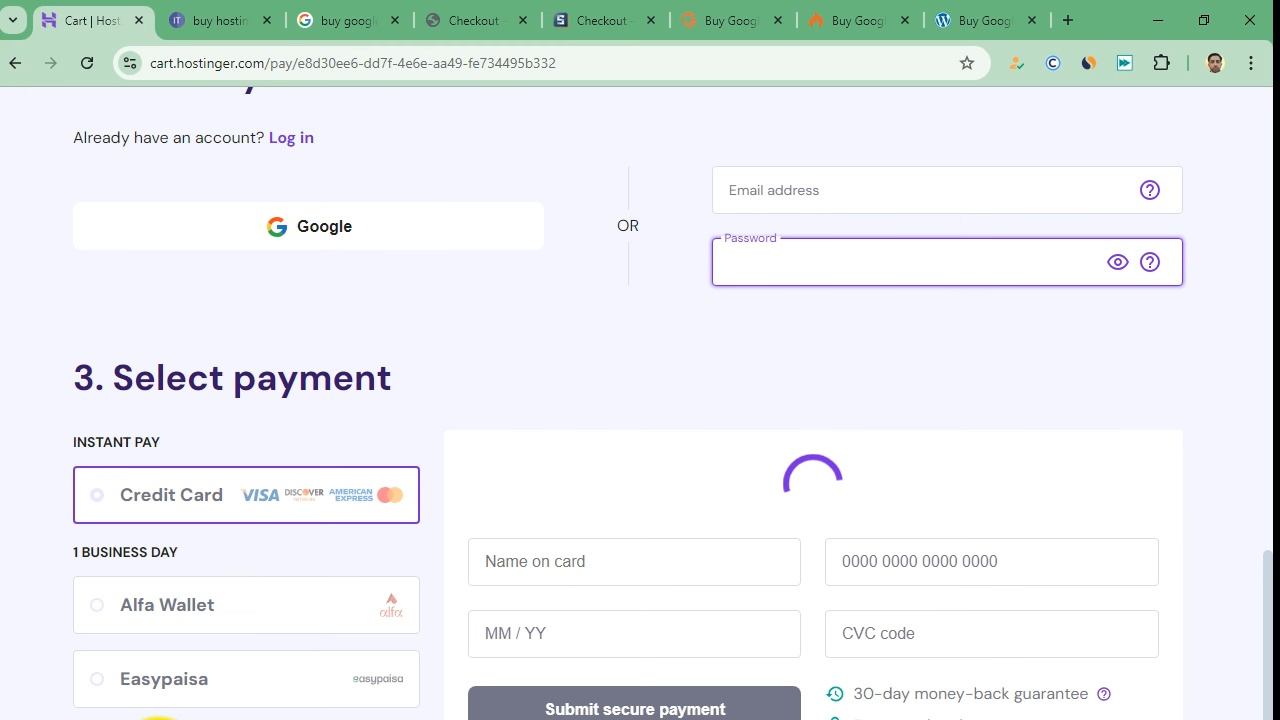 Cart | Host
buy hostin
buy googl
Checkout -
Checkout -
Buy Googl
Buy Googl
Buy Googl
cart.hostinger.com/pay/e8d30ee6-dd7f-4e6e-aa49-fe734495b332
Already have an account? Log in
Email address
Google
OR
Password
3. Select payment
INSTANT PAY
Credit Card VISA DISCOVER AMERICAN EXPRESS
1 BUSINESS DAY
Name on card
0000 0000 0000 0000
Alfa Wallet alfa
MM / YY
CVC code
Easypaisa easypaisa
30-day money-back guarantee
Submit secure payment